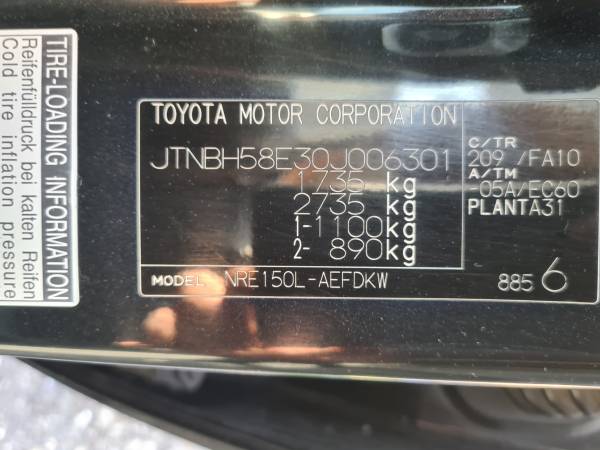 TIRE-LOADING INFORMATION
Reifenfülldruck bei kalten Reifen
Cold tire inflation pressure
TOYOTA MOTOR CORPORATION
JTNBH58E30J006301
1735 kg
2735 kg
1-1100kg
2- 890kg
C/TR
209 /FA10
A/TM
-05A/EC60
PLANTA31
MODEL NRE150L-AEFDKW
885 6